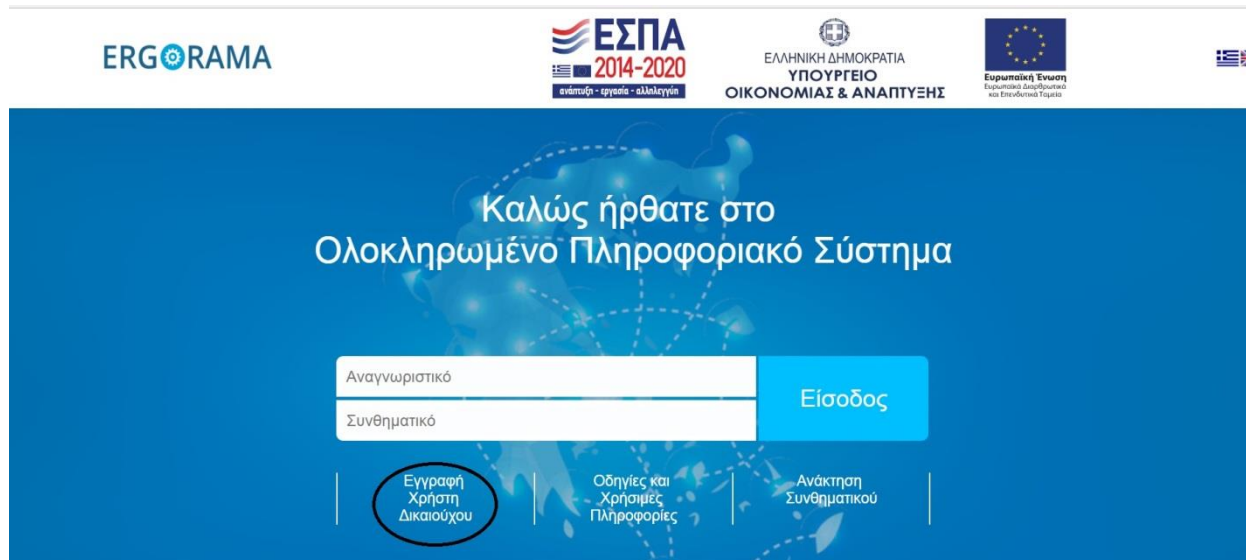 ERGORAMA
ΕΣΠΑ
2014-2020
ανάπτυξη - εργασία - αλληλεγγύη
ΕΛΛΗΝΙΚΗ ΔΗΜΟΚΡΑΤΙΑ
ΥΠΟΥΡΓΕΙΟ
ΟΙΚΟΝΟΜΙΑΣ & ΑΝΑΠΤΥΞΗΣ
Ευρωπαϊκή Ένωση
Ευρωπαϊκά Διαρθρωτικά
και Επενδυτικά Ταμεία
Καλώς ήρθατε στο
Ολοκληρωμένο Πληροφοριακό Σύστημα
Αναγνωριστικό
Συνθηματικό
Είσοδος
Εγγραφή
Χρήστη
Δικαιούχου
Οδηγίες και
Χρήσιμες
Πληροφορίες
Ανάκτηση
Συνθηματικού